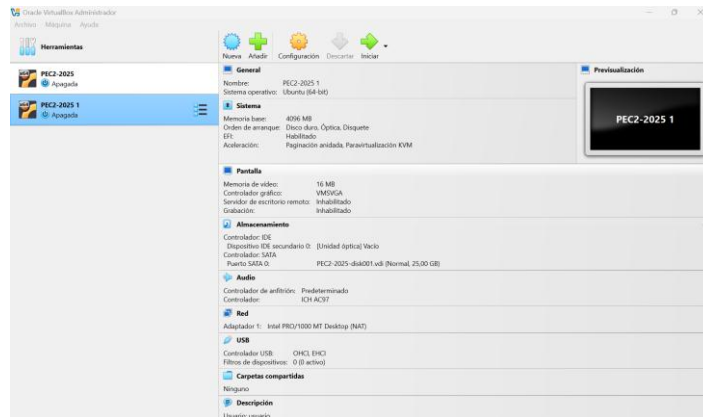 Oracle VirtualBox Administrador
Archivo Máquina Ayuda
Herramientas
PEC2-2025
Apagada
PEC2-2025 1
Apagada
Nueva Añadir Configuración Descartar Iniciar
General
Nombre: PEC2-2025 1
Sistema operativo: Ubuntu (64-bit)
Sistema
Memoria base: 4096 MB
Orden de arranque: Disco duro, Óptica, Disquete
EFI: Habilitado
Aceleración: Paginación anidada, Paravirtualización KVM
Previsualización
PEC2-2025 1
Pantalla
Memoria de vídeo: 16 MB
Controlador gráfico: VMSVGA
Servidor de escritorio remoto: Inhabilitado
Grabación: Inhabilitado
Almacenamiento
Controlador: IDE
Dispositivo IDE secundario 0: [Unidad óptica] Vacío
Controlador: SATA
Puerto SATA 0: PEC2-2025-disk001.vdi (Normal, 25,00 GB)
Audio
Controlador de anfitrión: Predeterminado
Controlador: ICH AC97
Red
Adaptador 1: Intel PRO/1000 MT Desktop (NAT)
USB
Controlador USB: OHCI, EHCI
Filtros de dispositivos: 0 (0 activo)
Carpetas compartidas
Ninguno
Descripción
Usuario: usuario